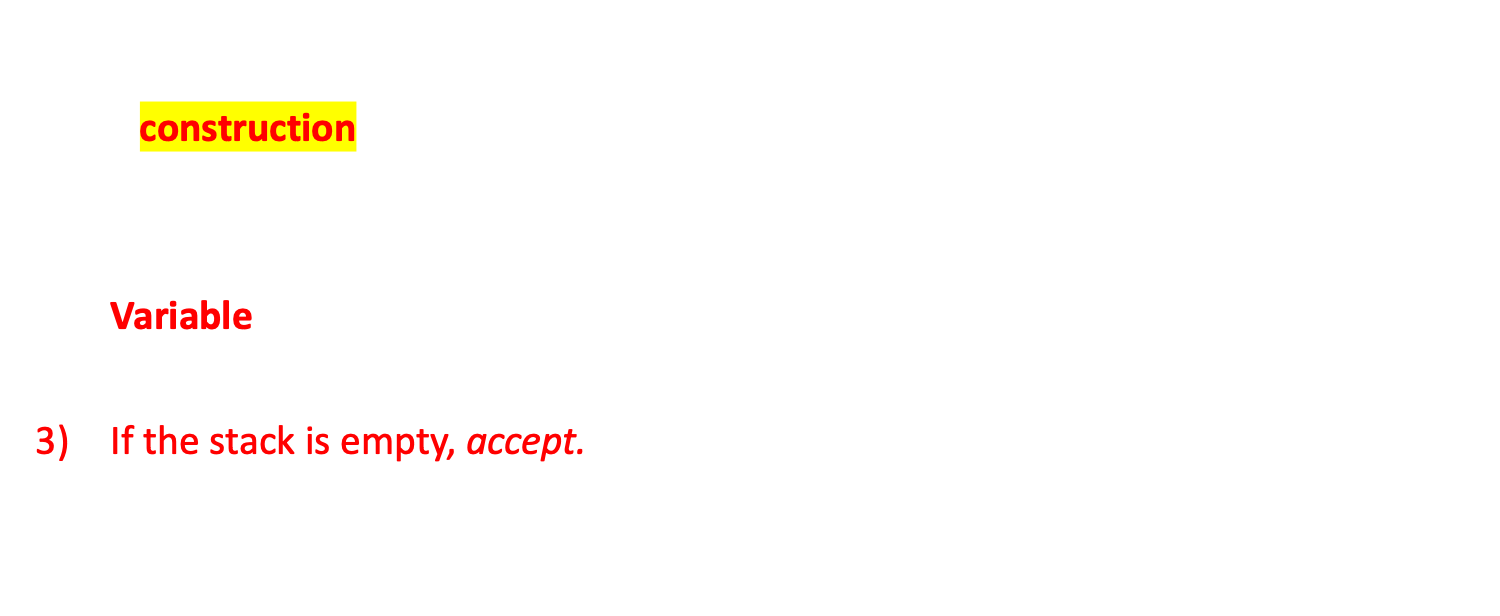 construction
Variable
3) If the stack is empty, accept.